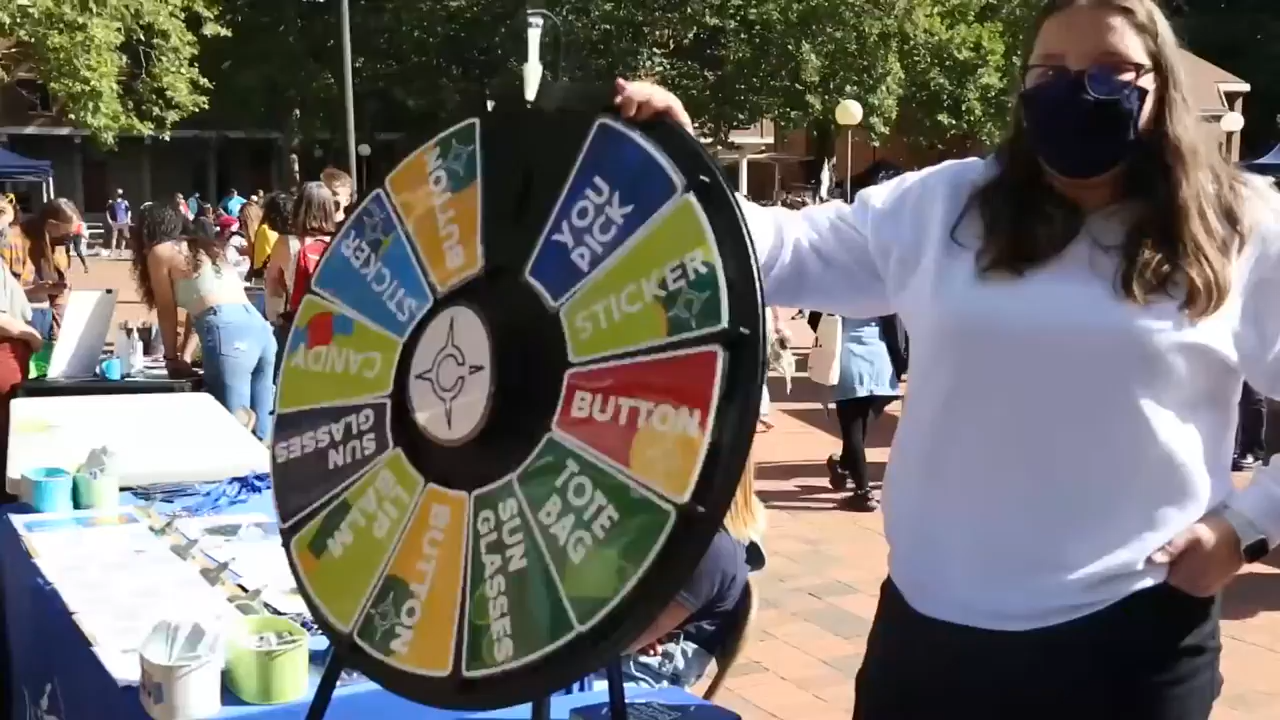 YOU
PICK
STICKER
BUTTON
TOTE
BAG
SUN
GLASSES
BUTTON
LIP
BALM
SUN
GLASSES
CANDY
STICKER
BUTTON
C